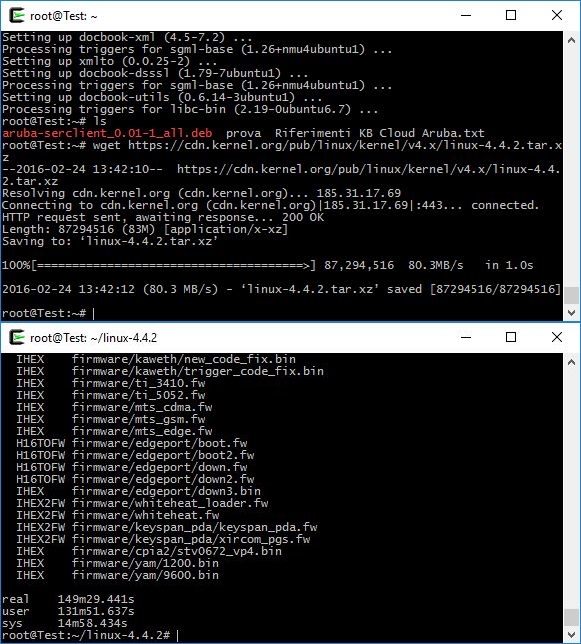 root@Test: ~
Setting up docbook-xml (4.5-7.2) ...
Processing triggers for sgml-base (1.26+nmu4ubuntu1) ...
Setting up xmlto (0.0.25-2) ...
Setting up docbook-dsssl (1.79-7ubuntu1) ...
Processing triggers for sgml-base (1.26+nmu4ubuntu1) ...
Setting up docbook-utils (0.6.14-3ubuntu1) ...
Processing triggers for libc-bin (2.19-0ubuntu6.7) ...
root@Test:~# ls
aruba-serclient_0.01-1_all.deb  prova  Riferimenti KB Cloud Aruba.txt
root@Test:~# wget https://cdn.kernel.org/pub/linux/kernel/v4.x/linux-4.4.2.tar.x
z
--2016-02-24 13:42:10--  https://cdn.kernel.org/pub/linux/kernel/v4.x/linux-4.4.
2.tar.xz
Resolving cdn.kernel.org (cdn.kernel.org)... 185.31.17.69
Connecting to cdn.kernel.org (cdn.kernel.org)|185.31.17.69|:443... connected.
HTTP request sent, awaiting response... 200 OK
Length: 87294516 (83M) [application/x-xz]
Saving to: ‘linux-4.4.2.tar.xz’
100%[======================================>] 87,294,516  80.3MB/s   in 1.0s
2016-02-24 13:42:12 (80.3 MB/s) - ‘linux-4.4.2.tar.xz’ saved [87294516/87294516]
root@Test:~#
root@Test: ~/linux-4.4.2
IHEX    firmware/kaweth/new_code_fix.bin
IHEX    firmware/kaweth/trigger_code_fix.bin
IHEX    firmware/ti_3410.fw
IHEX    firmware/ti_5052.fw
IHEX    firmware/mts_cdma.fw
IHEX    firmware/mts_gsm.fw
IHEX    firmware/mts_edge.fw
H16TOFW firmware/edgeport/boot.fw
H16TOFW firmware/edgeport/boot2.fw
H16TOFW firmware/edgeport/down.fw
H16TOFW firmware/edgeport/down2.fw
IHEX    firmware/edgeport/down3.bin
IHEX2FW firmware/whiteheat_loader.fw
IHEX2FW firmware/whiteheat.fw
IHEX2FW firmware/keyspan_pda/keyspan_pda.fw
IHEX2FW firmware/keyspan_pda/xircom_pgs.fw
IHEX    firmware/cpia2/stv0672_vp4.bin
IHEX    firmware/yam/1200.bin
IHEX    firmware/yam/9600.bin
real    149m29.441s
user    131m51.637s
sys     14m58.434s
root@Test:~/linux-4.4.2#